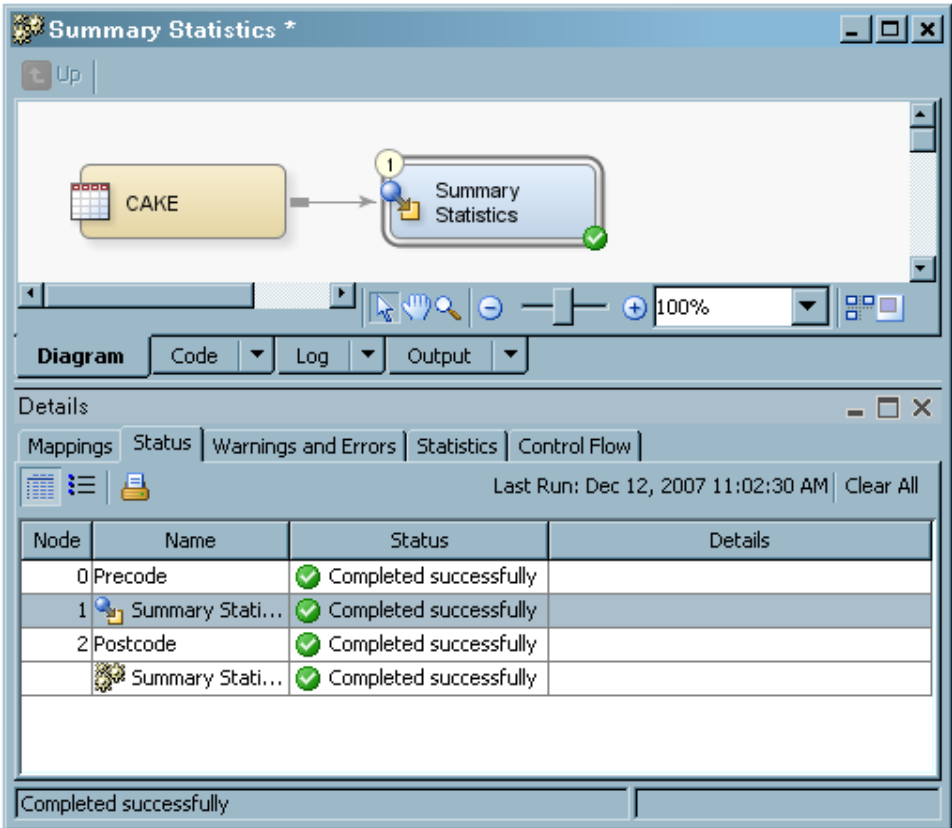 Summary Statistics *
Up
CAKE
1
Summary
Statistics
100%
Diagram
Code
Log
Output
Details
Mappings
Status
Warnings and Errors
Statistics
Control Flow
Last Run: Dec 12, 2007 11:02:30 AM
Clear All
Node Name Status Details
0 Precode Completed successfully
1 Summary Stati... Completed successfully
2 Postcode Completed successfully
Summary Stati... Completed successfully
Completed successfully